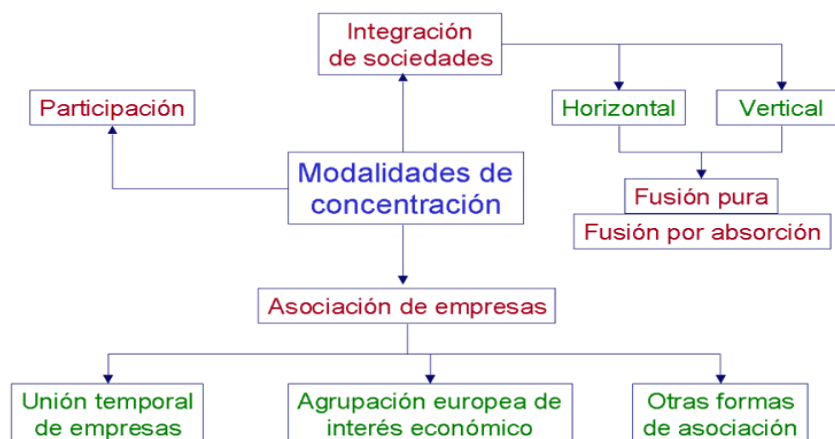 Integración
de sociedades
Participación
Horizontal
Vertical
Modalidades de
concentración
Fusión pura
Fusión por absorción
Asociación de empresas
Unión temporal
de empresas
Agrupación europea de
interés económico
Otras formas
de asociación